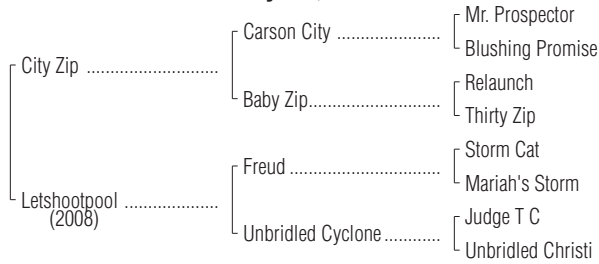 Mr. Prospector
Carson City ......................
Blushing Promise
City Zip ............................
Relaunch
Baby Zip............................
Thirty Zip
Storm Cat
Freud ................................
Mariah's Storm
Letshootpool ....................
(2008)
Judge T C
Unbridled Cyclone............
Unbridled Christi